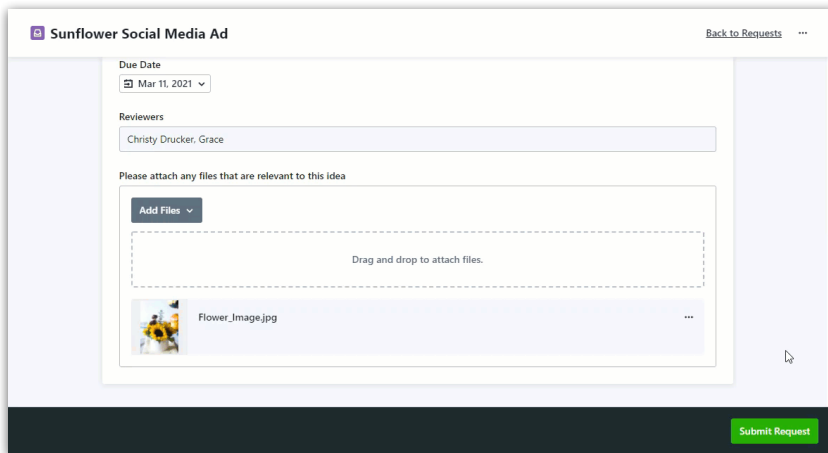 Sunflower Social Media Ad
Back to Requests
Due Date
Mar 11, 2021
Reviewers
Christy Drucker, Grace
Please attach any files that are relevant to this idea
Add Files
Drag and drop to attach files.
Flower_Image.jpg
Submit Request